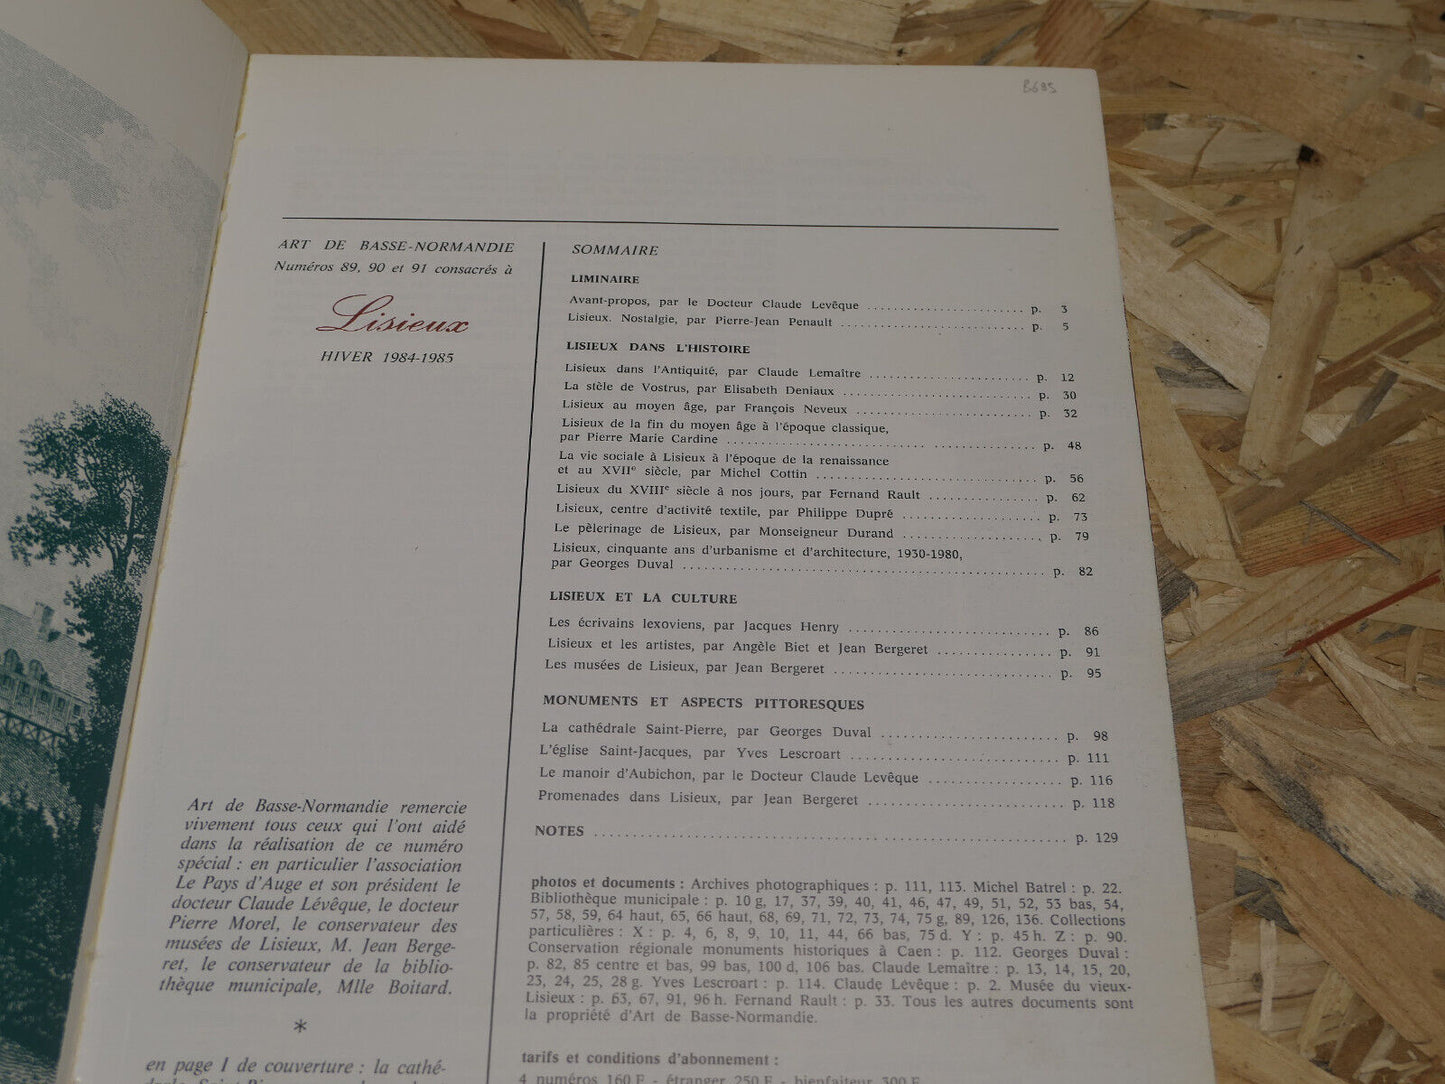 B695
ART DE BASSE-NORMANDIE
Numéros 89, 90 et 91 consacrés à
Lisieux
HIVER 1984-1985
Art de Basse-Normandie remercie
vivement tous ceux qui l'ont aidé
dans la réalisation de ce numéro
spécial : en particulier l'association
Le Pays d'Auge et son président le
docteur Claude Lévêque, le docteur
Pierre Morel, le conservateur des
musées de Lisieux, M. Jean Berge-
ret, le conservateur de la biblio-
thèque municipale, Mlle Boitard.
*
en page I de couverture : la cathé-
SOMMAIRE
LIMINAIRE
Avant-propos, par le Docteur Claude Levêque ........................ p. 3
Lisieux. Nostalgie, par Pierre-Jean Penault ............................ p. 5
LISIEUX DANS L'HISTOIRE
Lisieux dans l'Antiquité, par Claude Lemaître ........................ p. 12
La stèle de Vostrus, par Elisabeth Deniaux ............................ p. 30
Lisieux au moyen âge, par François Neveux .......................... p. 32
Lisieux de la fin du moyen âge à l'époque classique,
par Pierre Marie Cardine .............................................. p. 48
La vie sociale à Lisieux à l'époque de la renaissance
et au XVIIe siècle, par Michel Cottin .................................. p. 56
Lisieux du XVIIIe siècle à nos jours, par Fernand Rault ................. p. 62
Lisieux, centre d'activité textile, par Philippe Dupré ..................... p. 73
Le pèlerinage de Lisieux, par Monseigneur Durand ..................... p. 79
Lisieux, cinquante ans d'urbanisme et d'architecture, 1930-1980,
par Georges Duval .................................................... p. 82
LISIEUX ET LA CULTURE
Les écrivains lexoviens, par Jacques Henry .............................. p. 86
Lisieux et les artistes, par Angèle Biet et Jean Bergeret ................. p. 91
Les musées de Lisieux, par Jean Bergeret ................................ p. 95
MONUMENTS ET ASPECTS PITTORESQUES
La cathédrale Saint-Pierre, par Georges Duval ........................... p. 98
L'église Saint-Jacques, par Yves Lescroart ............................... p. 111
Le manoir d'Aubichon, par le Docteur Claude Levêque ................... p. 116
Promenades dans Lisieux, par Jean Bergeret ............................ p. 118
NOTES .................................................................. p. 129
photos et documents : Archives photographiques : p. 111, 113. Michel Batrel : p. 22.
Bibliothèque municipale : p. 10 g, 17, 37, 39, 40, 41, 46, 47, 49, 51, 52, 53 bas, 54,
57, 58, 59, 64 haut, 65, 66 haut, 68, 69, 71, 72, 73, 74, 75 g, 89, 126, 136. Collections
particulières : X : p. 4, 6, 8, 9, 10, 11, 44, 66 bas, 75 d. Y : p. 45 h. Z : p. 90.
Conservation régionale monuments historiques à Caen : p. 112. Georges Duval :
p. 82, 85 centre et bas, 99 bas, 100 d, 106 bas. Claude Lemaître : p. 13, 14, 15, 20,
23, 24, 25, 28 g. Yves Lescroart : p. 114. Claude Lévêque : p. 2. Musée du vieux-
Lisieux : p. 63, 67, 91, 96 h. Fernand Rault : p. 33. Tous les autres documents sont
la propriété d'Art de Basse-Normandie.
tarifs et conditions d'abonnement :
4 numéros 160 F - étranger 250 F - bienfaiteur 300 F